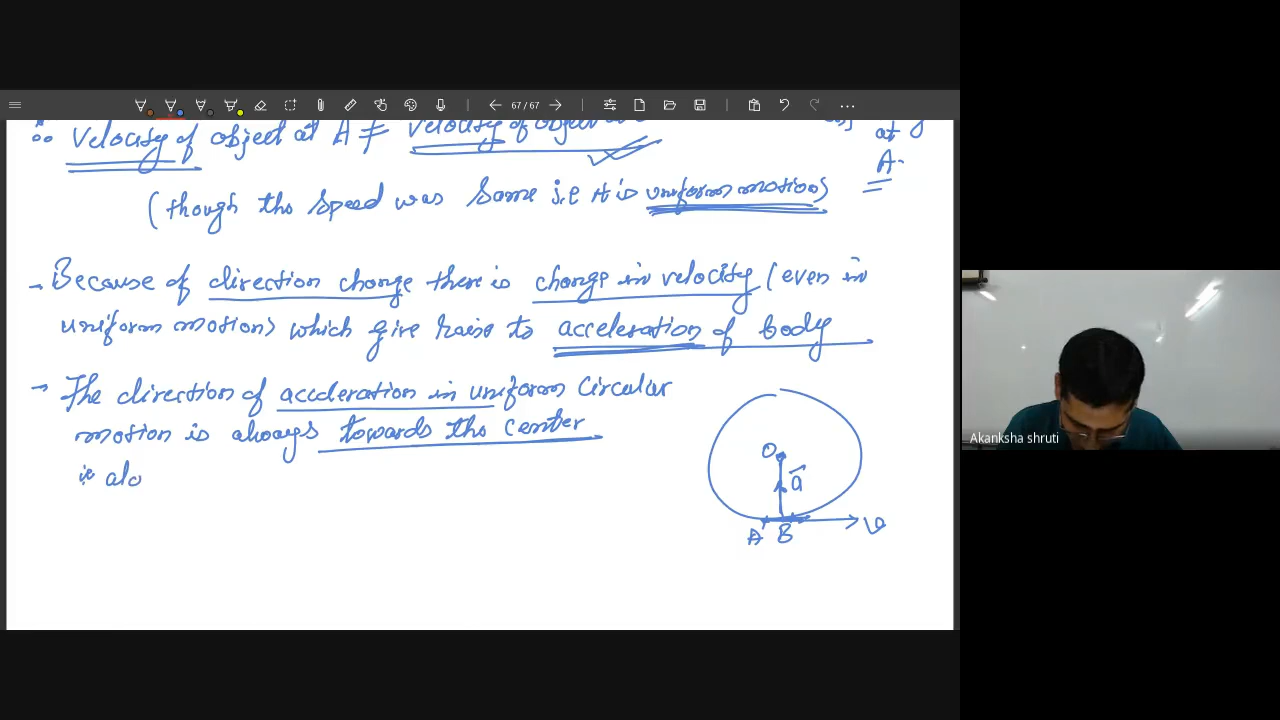 67/67
∴ Velocity of object at A ≠ Velocity of object
at
A
(though the speed was same i.e it is uniform motion)
→ Because of direction change there is change in velocity (even in
uniform motion) which give raise to acceleration of body
→ The direction of acceleration in uniform circular
motion is always towards the center
is alo
O
a
A B v
Akanksha shruti